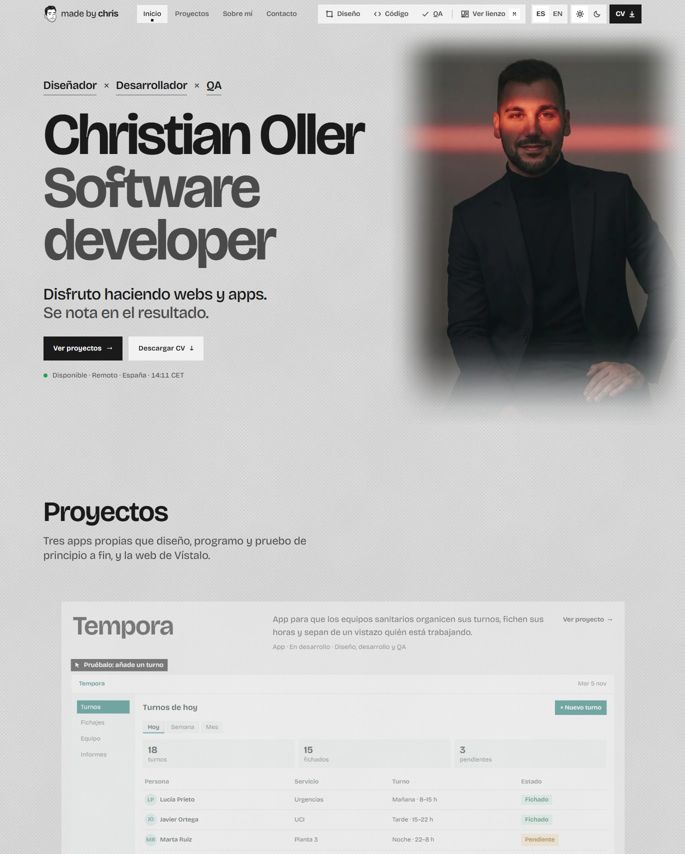 made by chris
Inicio
Proyectos
Sobre mí
Contacto
Diseño
Código
QA
Ver lienzo
M
ES
EN
CV
Diseñador × Desarrollador × QA
Christian Oller
Software
developer
Disfruto haciendo webs y apps.
Se nota en el resultado.
Ver proyectos →
Descargar CV ↓
Disponible · Remoto · España · 14:11 CET
Proyectos
Tres apps propias que diseño, programo y pruebo de
principio a fin, y la web de Vístalo.
Tempora
App para que los equipos sanitarios organicen sus turnos, fichen sus
horas y sepan de un vistazo quién está trabajando.
App · En desarrollo · Diseño, desarrollo y QA
Ver proyecto →
Pruébalo: añade un turno
Tempora
Mar 5 nov
Turnos
Fichajes
Equipo
Informes
Turnos de hoy
+ Nuevo turno
Hoy
Semana
Mes
18
turnos
15
fichados
3
pendientes
Persona Servicio Turno Estado
LP Lucía Prieto Urgencias Mañana · 8–15 h Fichado
JO Javier Ortega UCI Tarde · 15–22 h Fichado
MR Marta Ruiz Planta 3 Noche · 22–8 h Pendiente